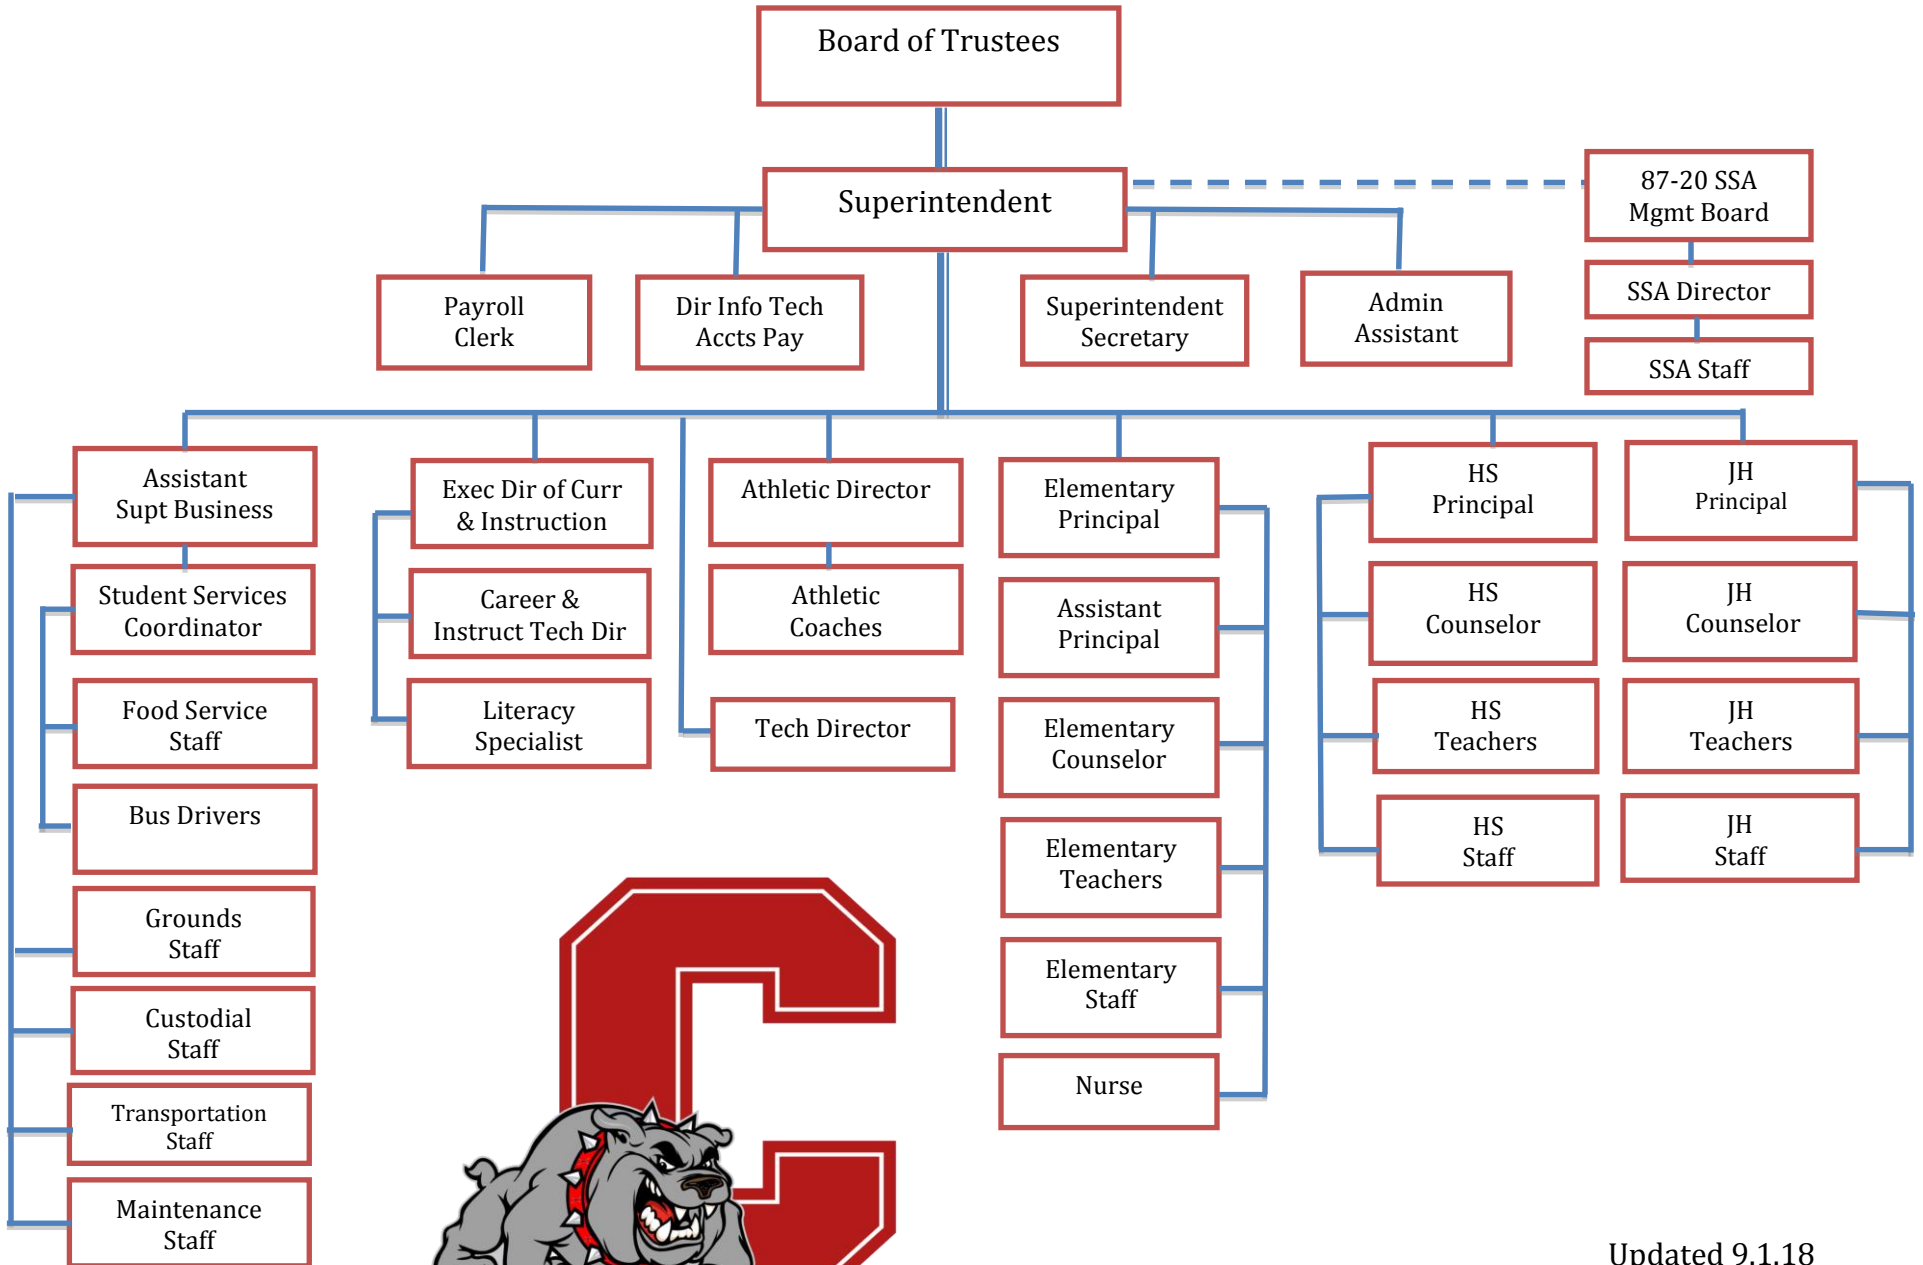 Board of Trustees
Superintendent
87-20 SSA
Mgmt Board
SSA Director
SSA Staff
Payroll
Clerk
Dir Info Tech
Accts Pay
Superintendent
Secretary
Admin
Assistant
Assistant
Supt Business
Student Services
Coordinator
Food Service
Staff
Bus Drivers
Grounds
Staff
Custodial
Staff
Transportation
Staff
Maintenance
Staff
Exec Dir of Curr
& Instruction
Career &
Instruct Tech Dir
Literacy
Specialist
Athletic Director
Athletic
Coaches
Tech Director
Elementary
Principal
Assistant
Principal
Elementary
Counselor
Elementary
Teachers
Elementary
Staff
Nurse
HS
Principal
HS
Counselor
HS
Teachers
HS
Staff
JH
Principal
JH
Counselor
JH
Teachers
JH
Staff
C
Updated 9.1.18